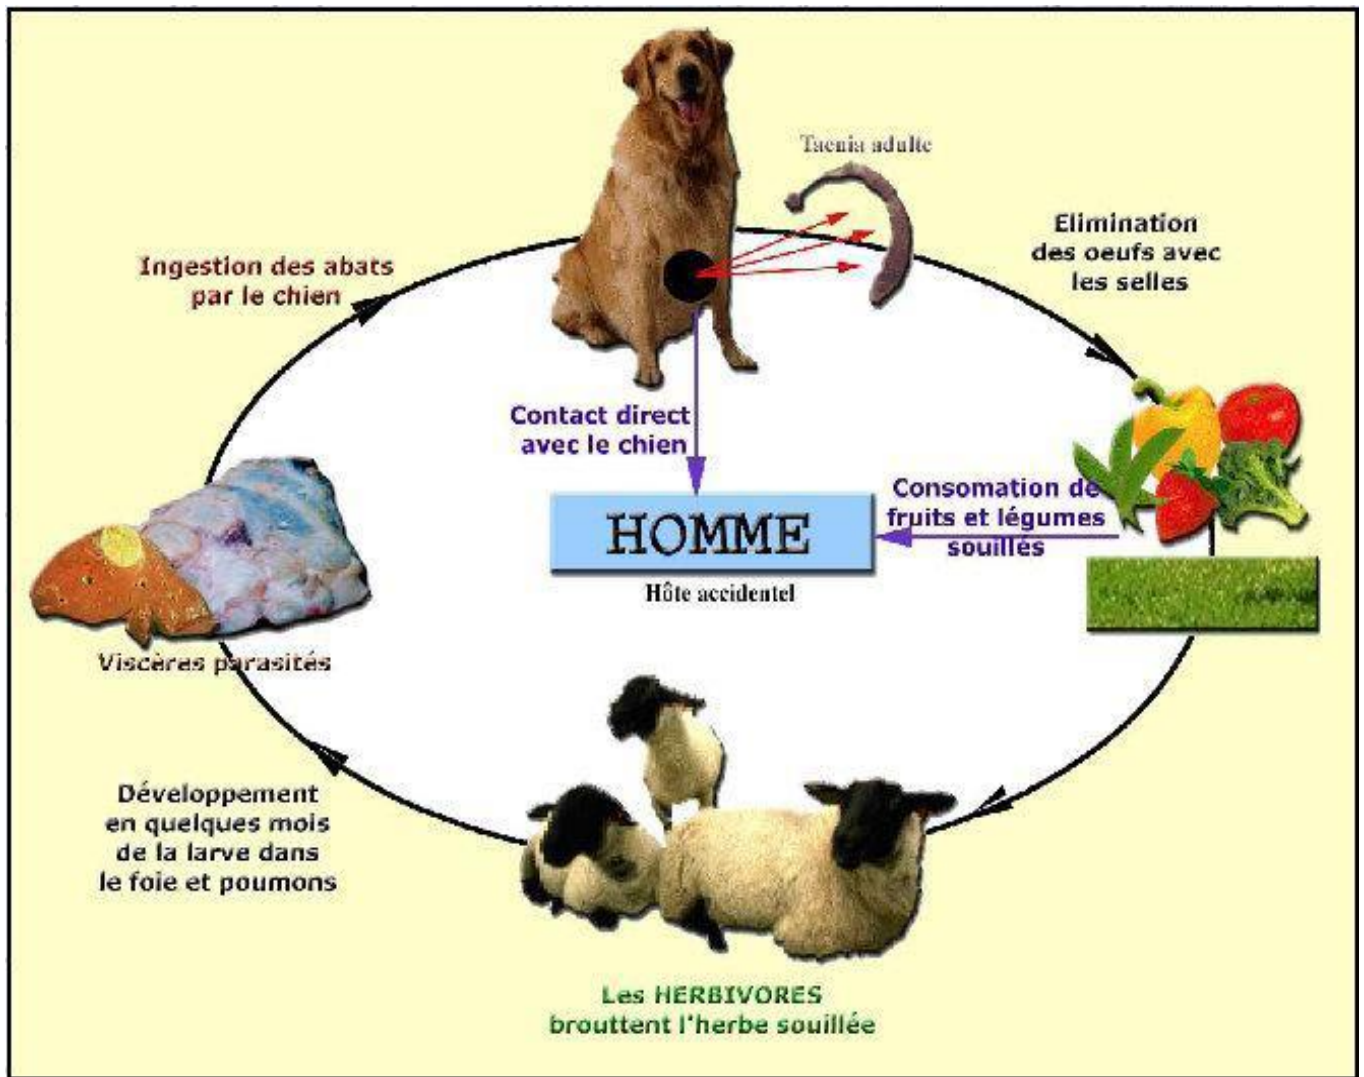 Taenia adulte
Elimination
des oeufs avec
les selles
Ingestion des abats
par le chien
Contact direct
avec le chien
Consomation de
fruits et légumes
souillés
HOMME
Hôte accidentel
Viscères parasités
Développement
en quelques mois
de la larve dans
le foie et poumons
Les HERBIVORES
brouttent l'herbe souillée